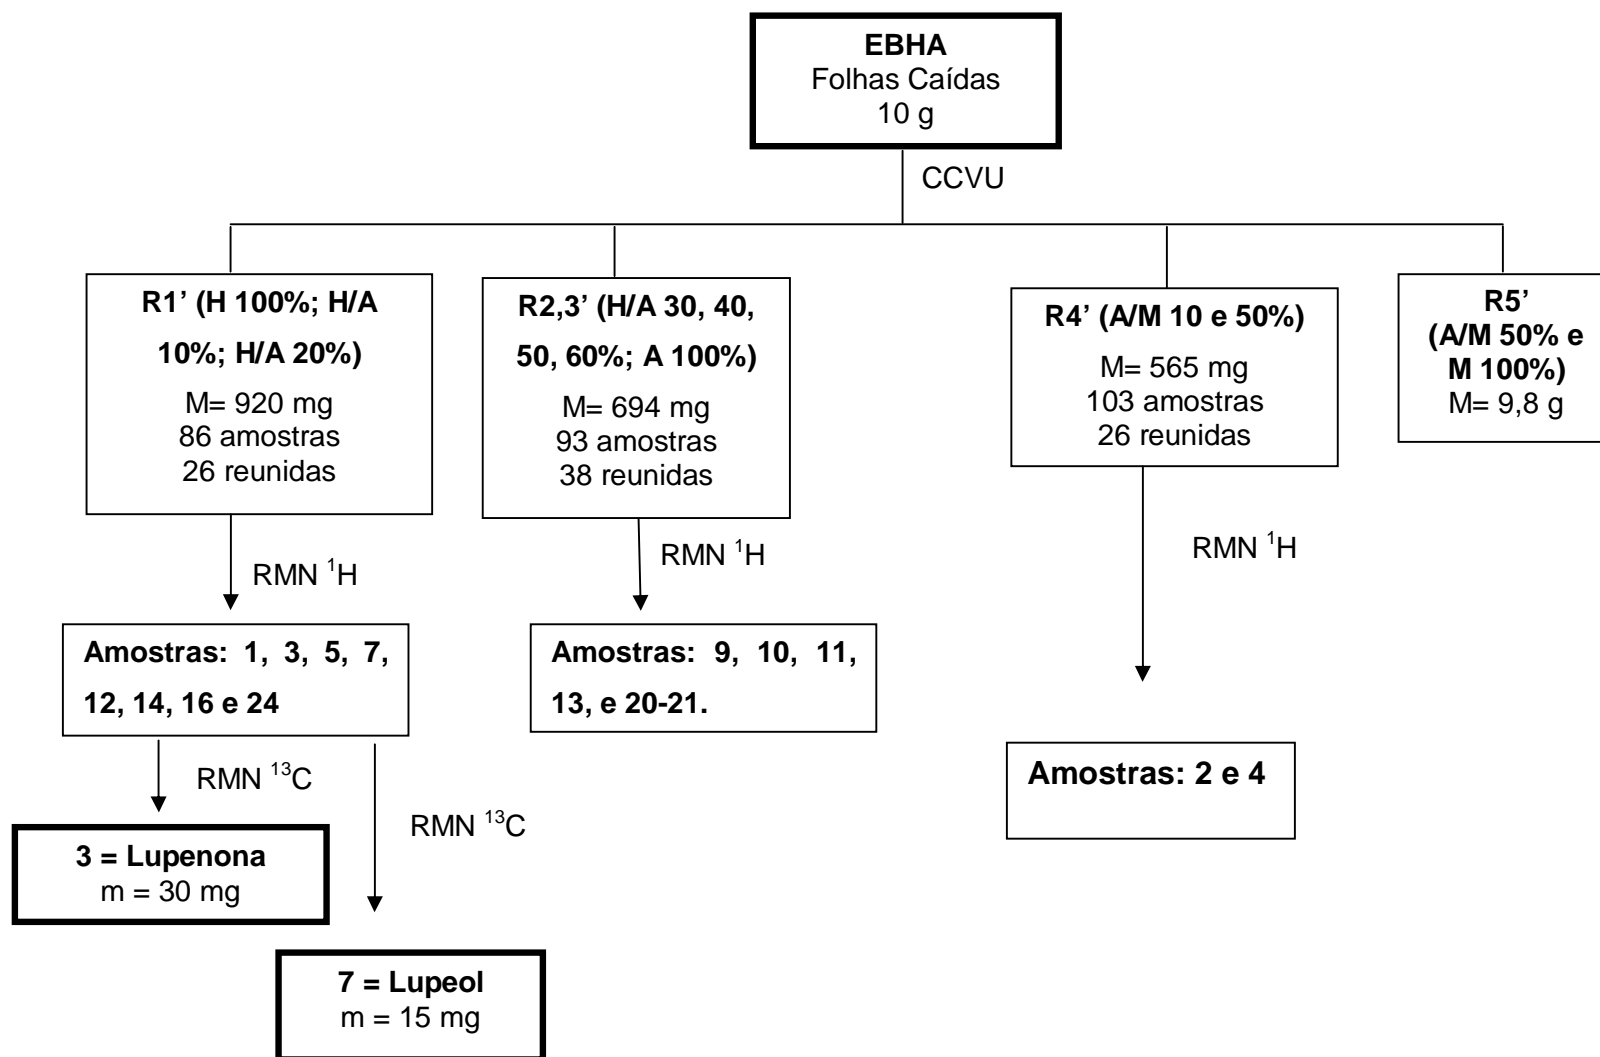 EBHA
Folhas Caídas
10 g
CCVU
R1’ (H 100%; H/A
10%; H/A 20%)
M= 920 mg
86 amostras
26 reunidas
R2,3’ (H/A 30, 40,
50, 60%; A 100%)
M= 694 mg
93 amostras
38 reunidas
R4’ (A/M 10 e 50%)
M= 565 mg
103 amostras
26 reunidas
R5’
(A/M 50% e
M 100%)
M= 9,8 g
RMN ¹H
RMN ¹H
RMN ¹H
Amostras: 1, 3, 5, 7,
12, 14, 16 e 24
Amostras: 9, 10, 11,
13, e 20-21.
Amostras: 2 e 4
RMN ¹³C
RMN ¹³C
3 = Lupenona
m = 30 mg
7 = Lupeol
m = 15 mg